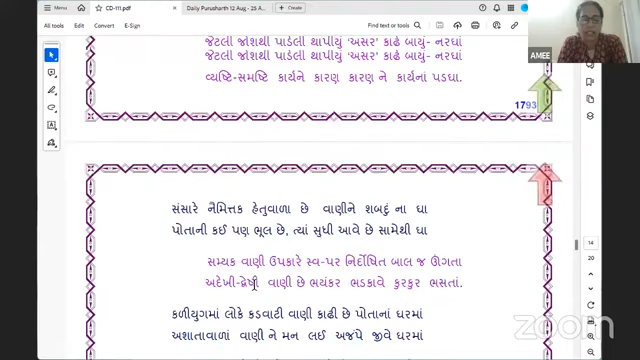 CD-111.pdf
Daily Purusharth 12 Aug - 25 A...
+ Create
All tools
Edit
Convert
E-Sign
Find text or tools
AMEE
જેટલી જોશથી પાડેલી થાપીયું 'અસર' કાઢે બાયું- નરઘાં
જેટલી જોશથી પાડેલી થાપીયું 'અસર' કાઢે બાયું- નરઘાં
વ્યષ્ટિ-સમષ્ટિ કાર્યને કારણ કારણ ને કાર્યનાં પડઘા.
1793
સંસારે નૈમિત્તક હેતુવાળા છે વાણીને શબ્દું ના ઘા
પોતાની કઈ પણ ભૂલ છે, ત્યાં સુધી આવે છે સામેથી ઘા
સમ્યક વાણી ઉપકારે સ્વ-પર નિર્દોષિત બાલ જ ઊગતા
અદેખી-દ્વેષી વાણી છે ભયંકર ભડકાવે કુરકુર ભસતાં.
કળીયુગમાં લોકે કડવાટી વાણી કાઢી છે પોતાનાં ઘરમાં
અશાતાવાળાં વાણી ને મન લઈ અજંપે જીવે ઘરમાં
14
20
zoom